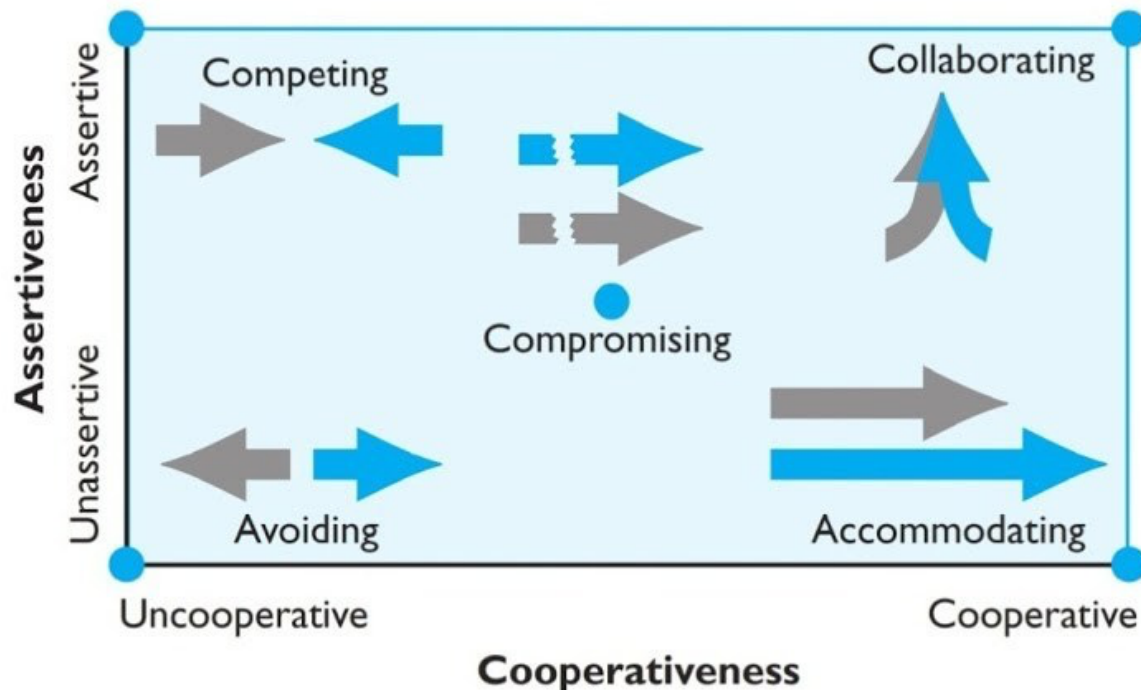 Assertiveness
Assertive
Unassertive
Competing
Collaborating
Compromising
Avoiding
Accommodating
Uncooperative
Cooperative
Cooperativeness